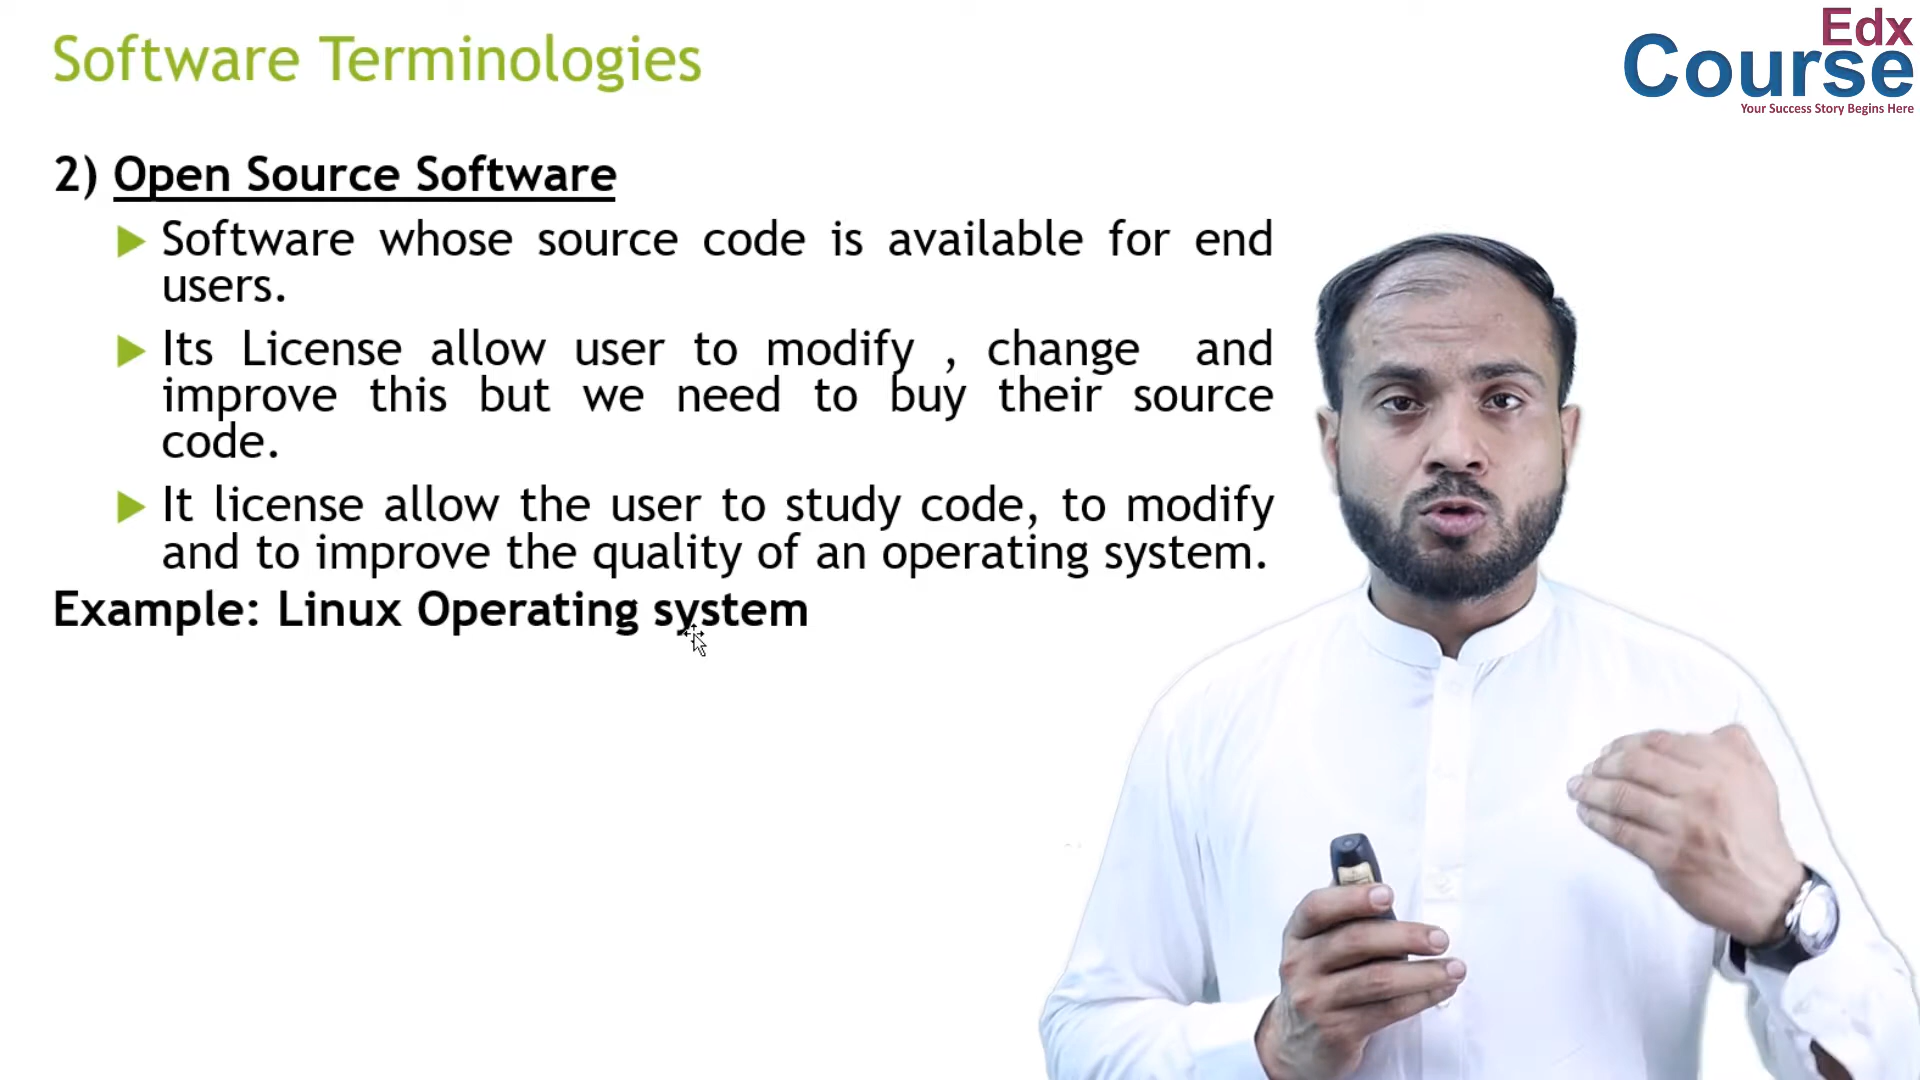 Software Terminologies
Edx
Course
Your Success Story Begins Here
2) Open Source Software
Software whose source code is available for end
users.
Its License allow user to modify , change and
improve this but we need to buy their source
code.
It license allow the user to study code, to modify
and to improve the quality of an operating system.
Example: Linux Operating system